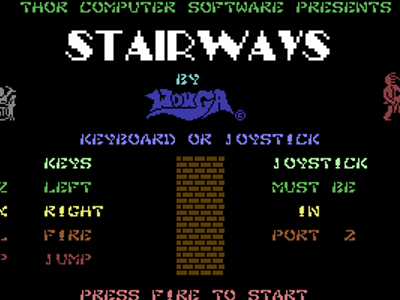 THOR COMPUTER SOFTWARE PRESENTS
STAIRWAYS
BY
©
KEYBOARD OR JOYSTICK
KEYS JOYSTICK
Z LEFT MUST BE
X RIGHT IN
L FIRE PORT 2
P JUMP
PRESS FIRE TO START